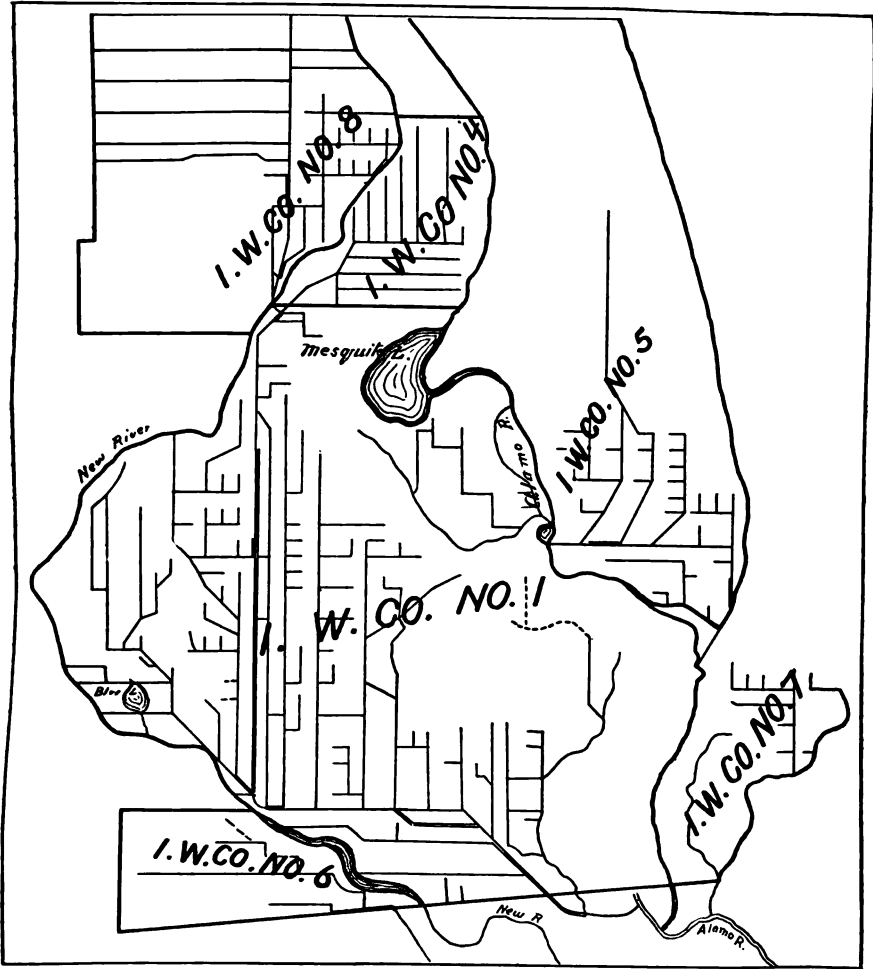 I. W. CO. NO. 8
I. W. CO NO. 4
Mesquite L.
I. W. CO. NO. 5
New River
Alamo R.
I. W. CO. NO. 1
Blue L.
I. W. CO. NO. 7
I. W. CO. NO. 6
New R
Alamo R.